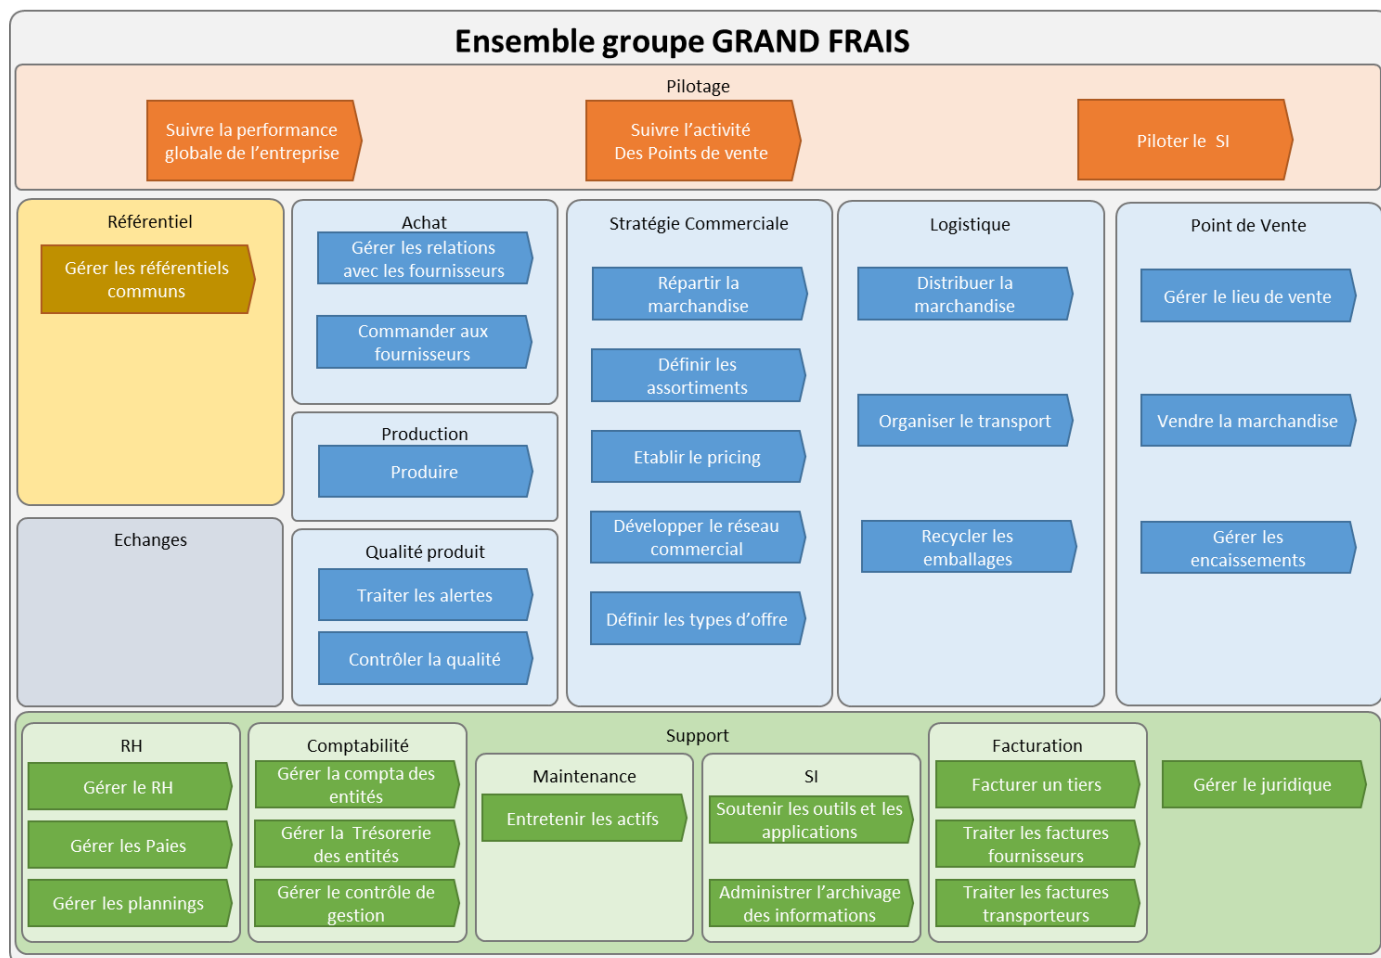 Ensemble groupe GRAND FRAIS
Pilotage
Suivre la performance
globale de l'entreprise
Suivre l'activité
Des Points de vente
Piloter le SI
Référentiel
Gérer les référentiels
communs
Echanges
Achat
Gérer les relations
avec les fournisseurs
Commander aux
fournisseurs
Production
Produire
Qualité produit
Traiter les alertes
Contrôler la qualité
Stratégie Commerciale
Répartir la
marchandise
Définir les
assortiments
Etablir le pricing
Développer le réseau
commercial
Définir les types d'offre
Logistique
Distribuer la
marchandise
Organiser le transport
Recycler les
emballages
Point de Vente
Gérer le lieu de vente
Vendre la marchandise
Gérer les
encaissements
Support
RH
Gérer le RH
Gérer les Paies
Gérer les plannings
Comptabilité
Gérer la compta des
entités
Gérer la Trésorerie
des entités
Gérer le contrôle de
gestion
Maintenance
Entretenir les actifs
SI
Soutenir les outils et les
applications
Administrer l'archivage
des informations
Facturation
Facturer un tiers
Traiter les factures
fournisseurs
Traiter les factures
transporteurs
Gérer le juridique